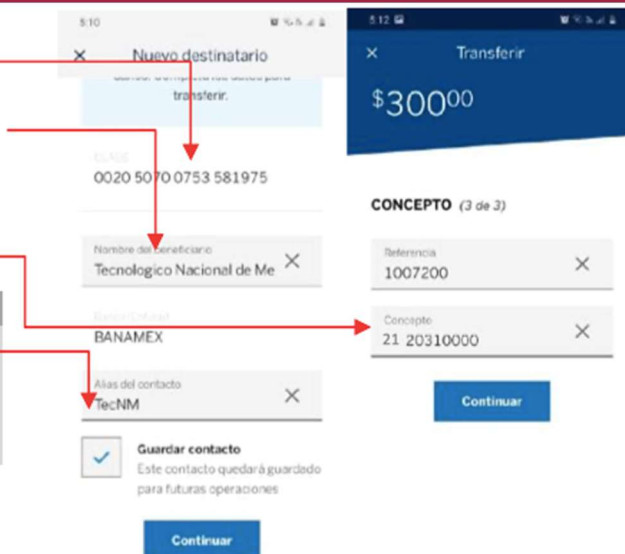 5:10
Nuevo destinatario
transferir.
CLABE
0020 5070 0753 581975
Nombre del beneficiario
Tecnologico Nacional de Me
BANAMEX
Alias del contacto
TecNM
Guardar contacto
Este contacto quedará guardado
para futuras operaciones
Continuar
5:12
Transferir
$300⁰⁰
CONCEPTO (3 de 3)
Referencia
1007200
Concepto
21 20310000
Continuar